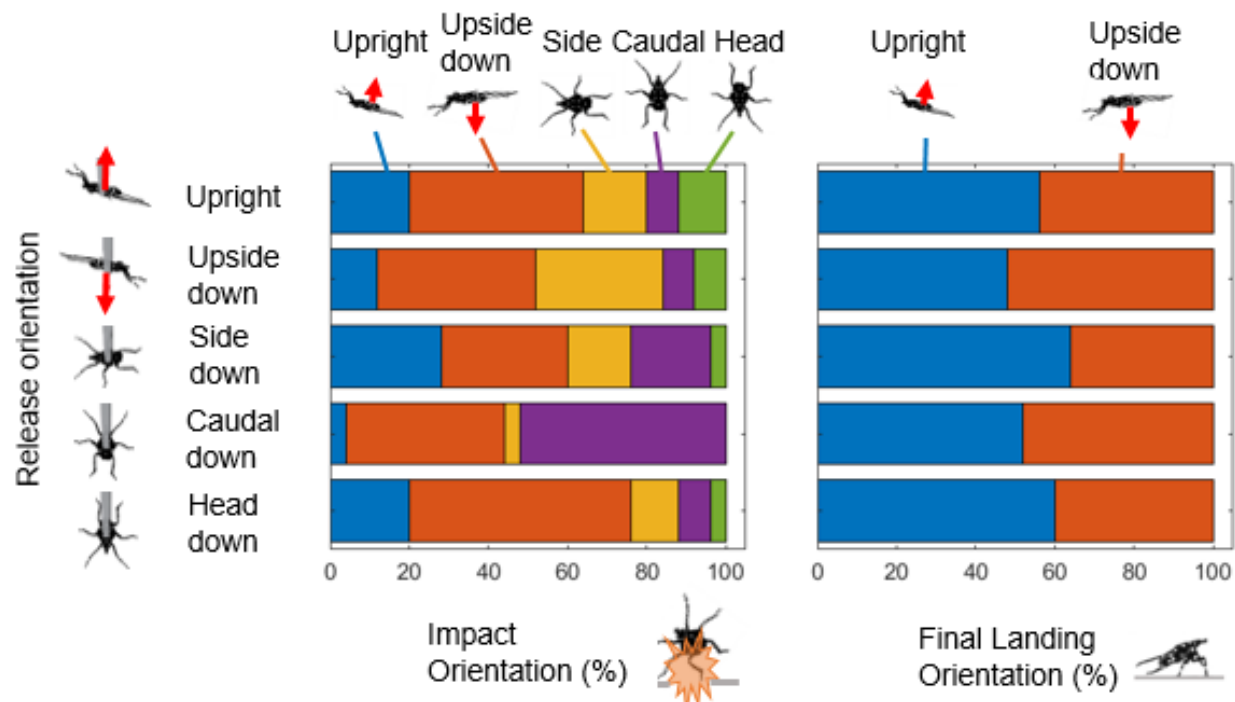 Upright
Upside
down
Side
Caudal
Head
Upright
Upside
down
Release orientation
Upright
Upside
down
Side
down
Caudal
down
Head
down
0 20 40 60 80 100
0 20 40 60 80 100
Impact
Orientation (%)
Final Landing
Orientation (%)